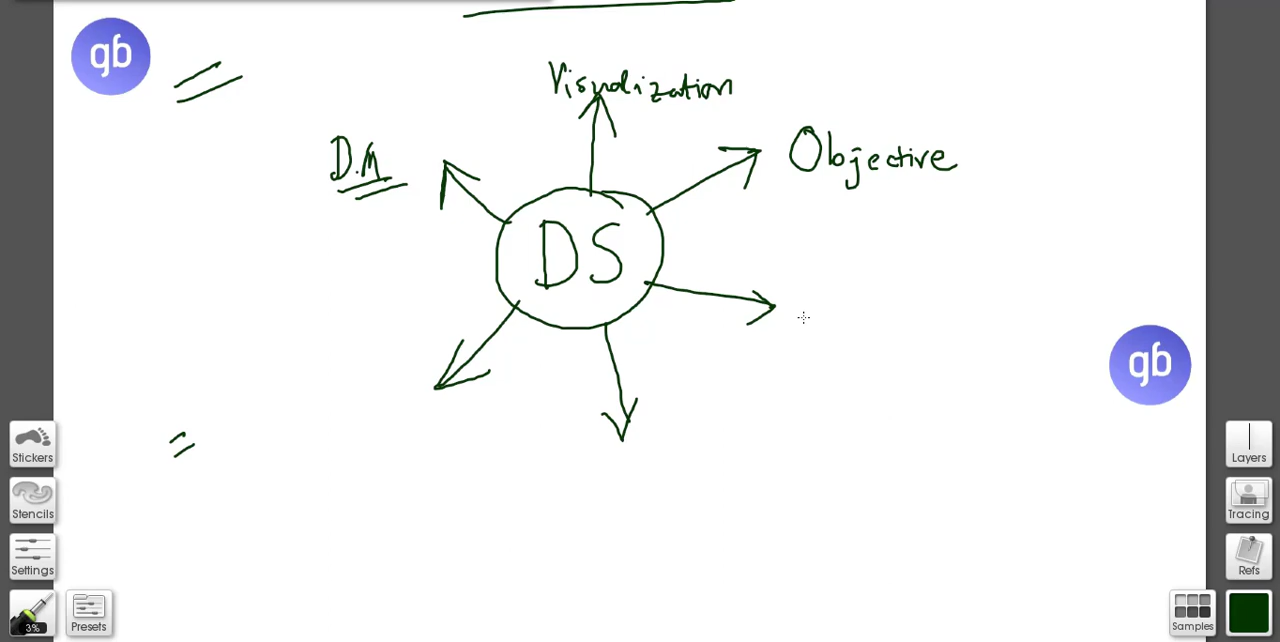 gb
Visualization
D.M
Objective
DS
gb
Stickers
Stencils
Settings
3%
Presets
Layers
Tracing
Refs
Samples